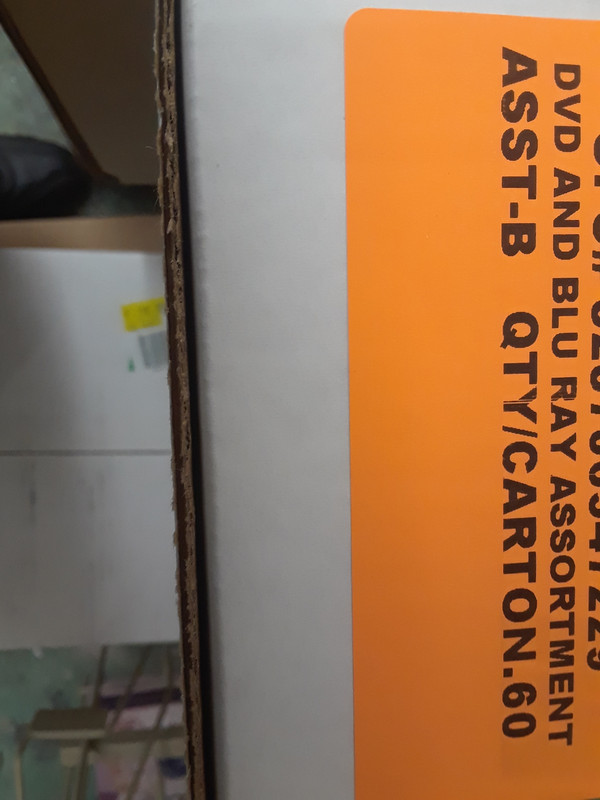 DVD AND BLU RAY ASSORTMENT
ASST-B QTY/CARTON.60